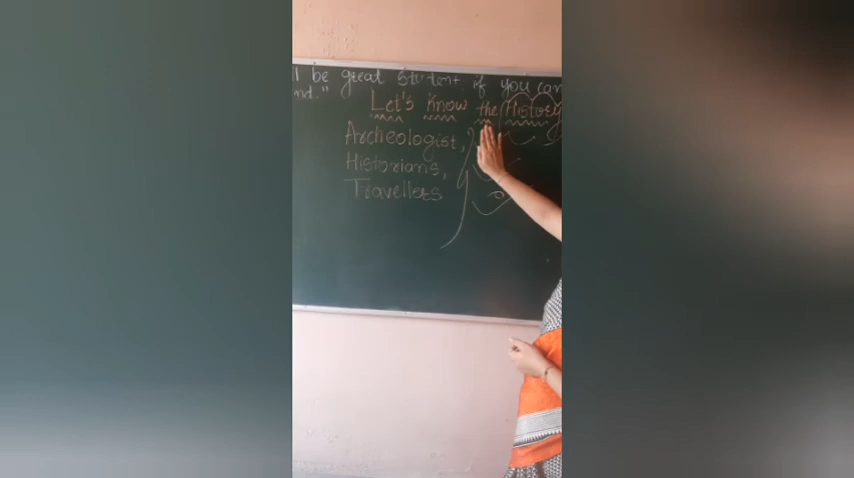 be great Student if you can
nd."
Let's Know the History
Archeologist,
Historians,
Travellers